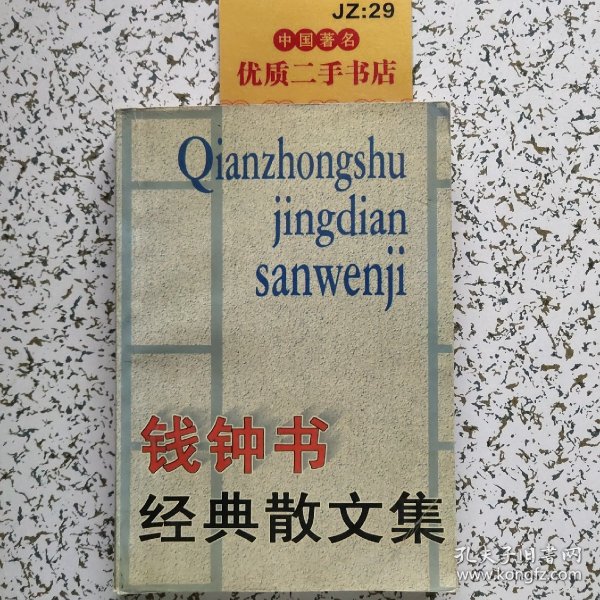 JZ:29
中国著名
优质二手书店
Qianzhongshu
jingdian
sanwenji
钱钟书
经典散文集
孔夫子旧书网
www.kongfz.com